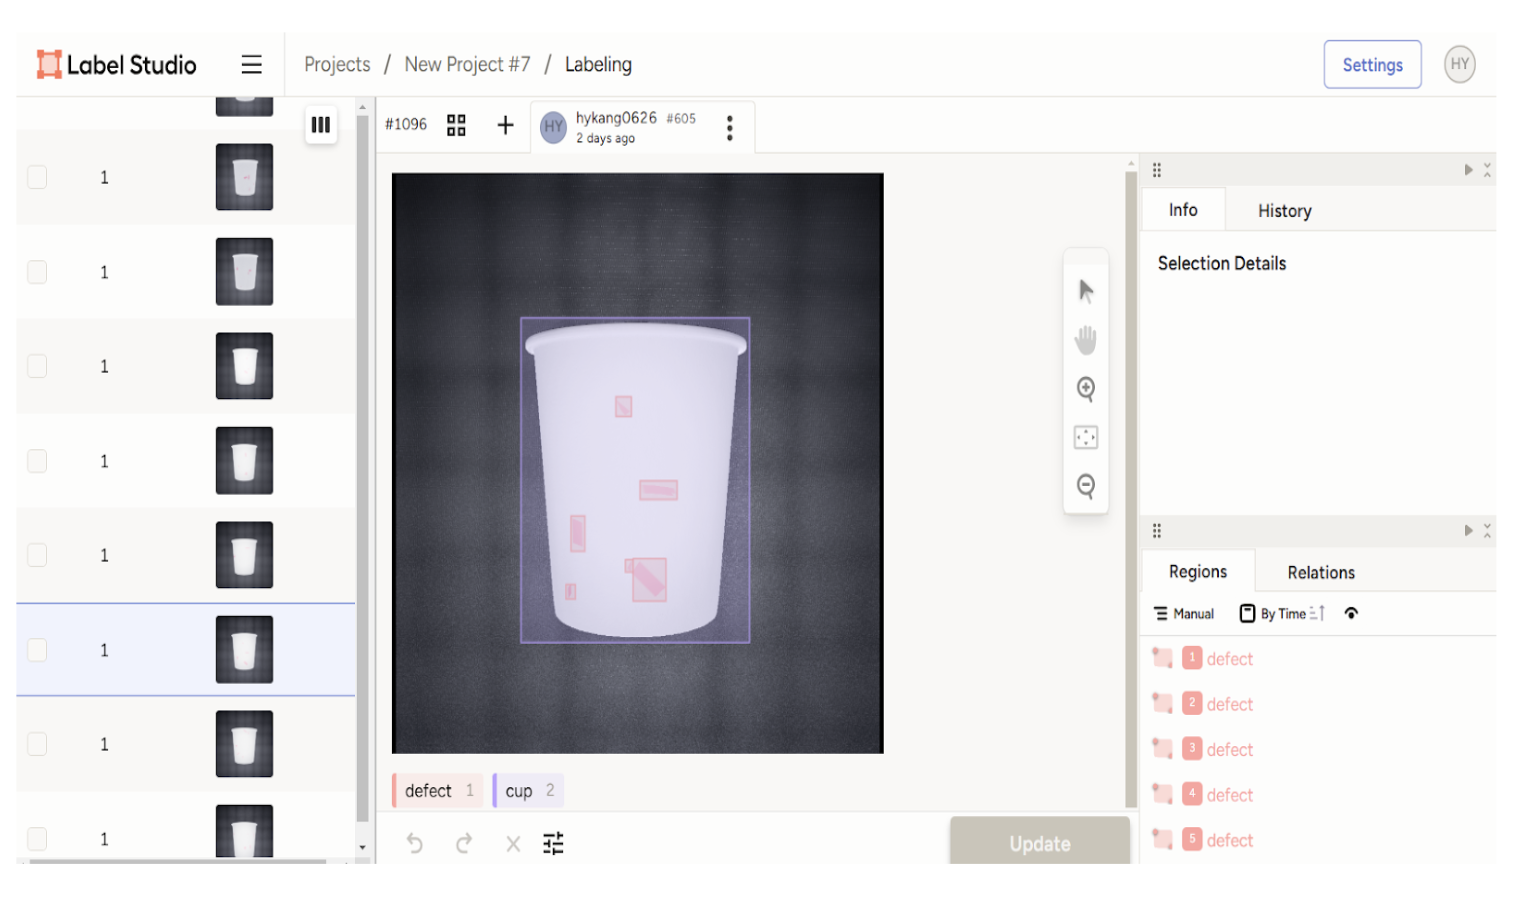 Label Studio
Projects / New Project #7 / Labeling
Settings
HY
#1096
HY
hykang0626 #605
2 days ago
1
1
1
1
1
1
1
1
Info
History
Selection Details
Regions
Relations
Manual
By Time
1 defect
2 defect
3 defect
4 defect
5 defect
defect 1
cup 2
Update